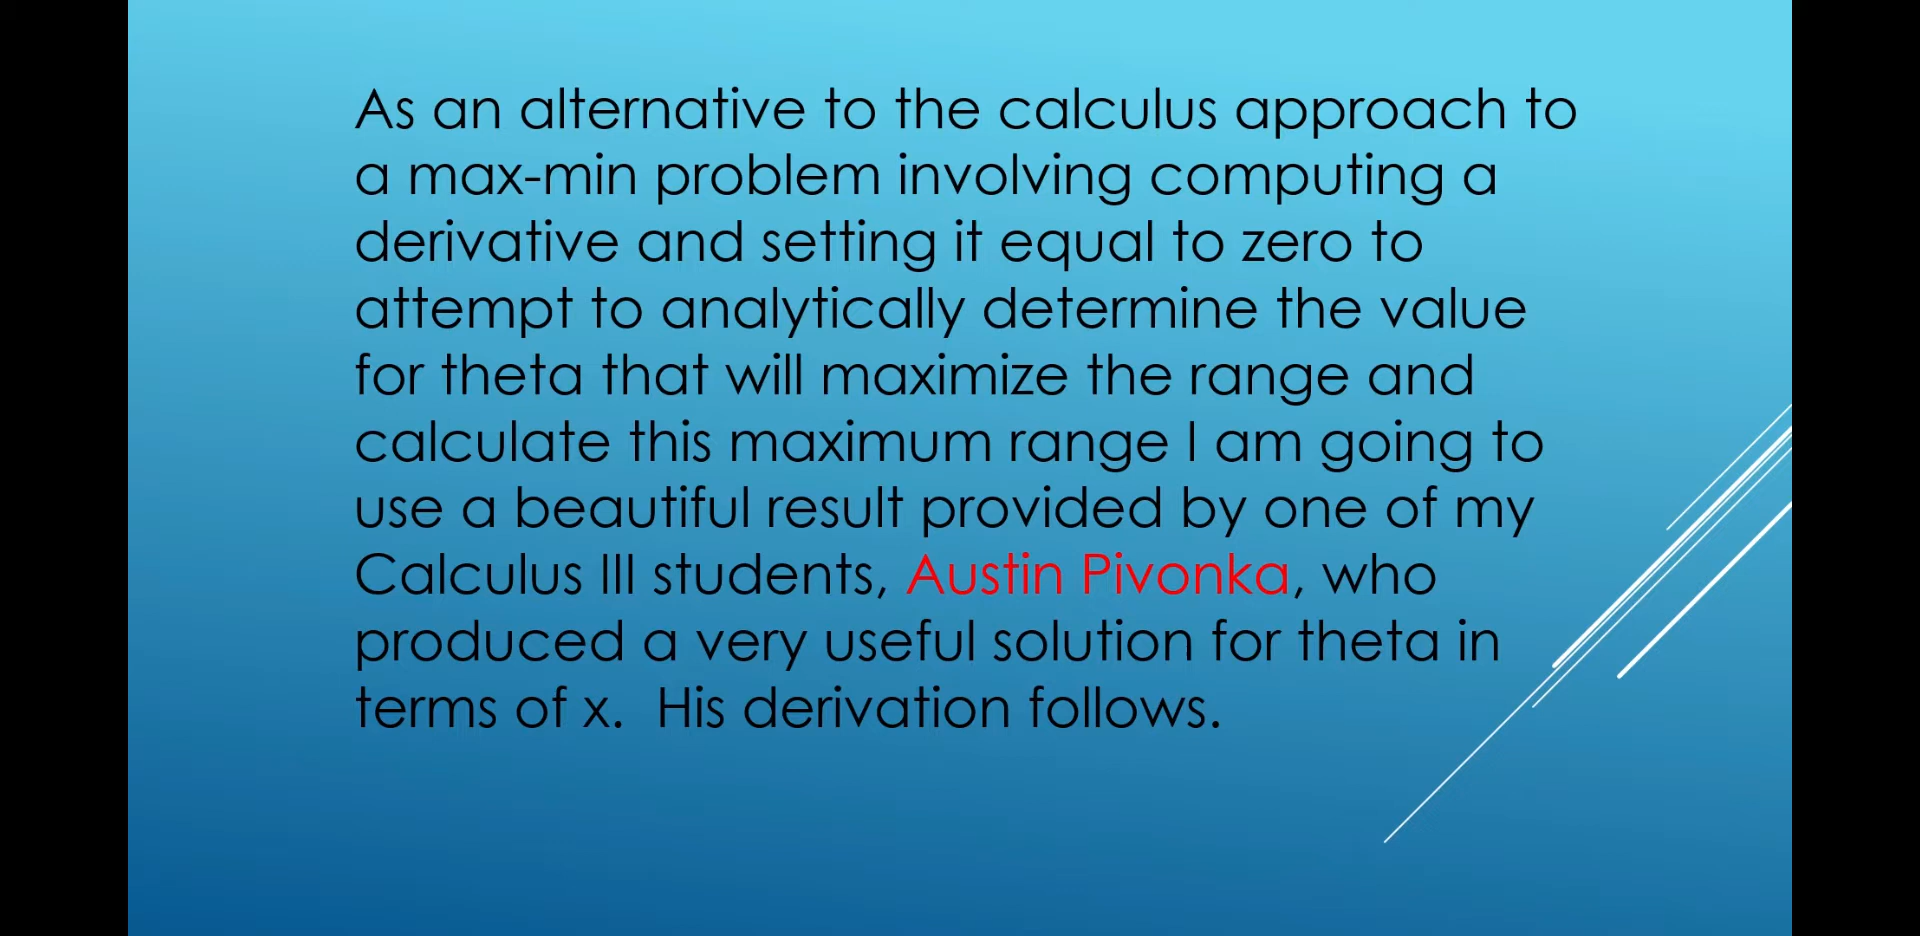 As an alternative to the calculus approach to
a max-min problem involving computing a
derivative and setting it equal to zero to
attempt to analytically determine the value
for theta that will maximize the range and
calculate this maximum range I am going to
use a beautiful result provided by one of my
Calculus III students, Austin Pivonka, who
produced a very useful solution for theta in
terms of x.  His derivation follows.